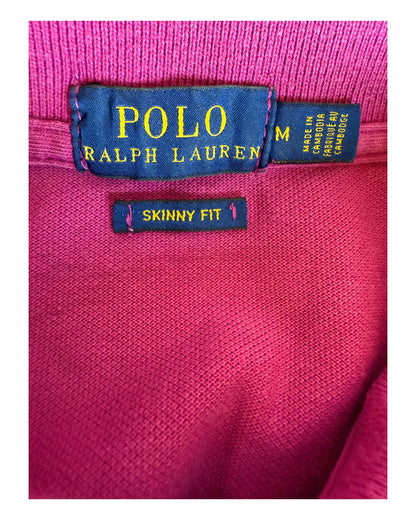 POLO
RALPH LAUREN
M
MADE IN
CAMBODIA
FABRIQUÉ AU
CAMBODGE
SKINNY FIT